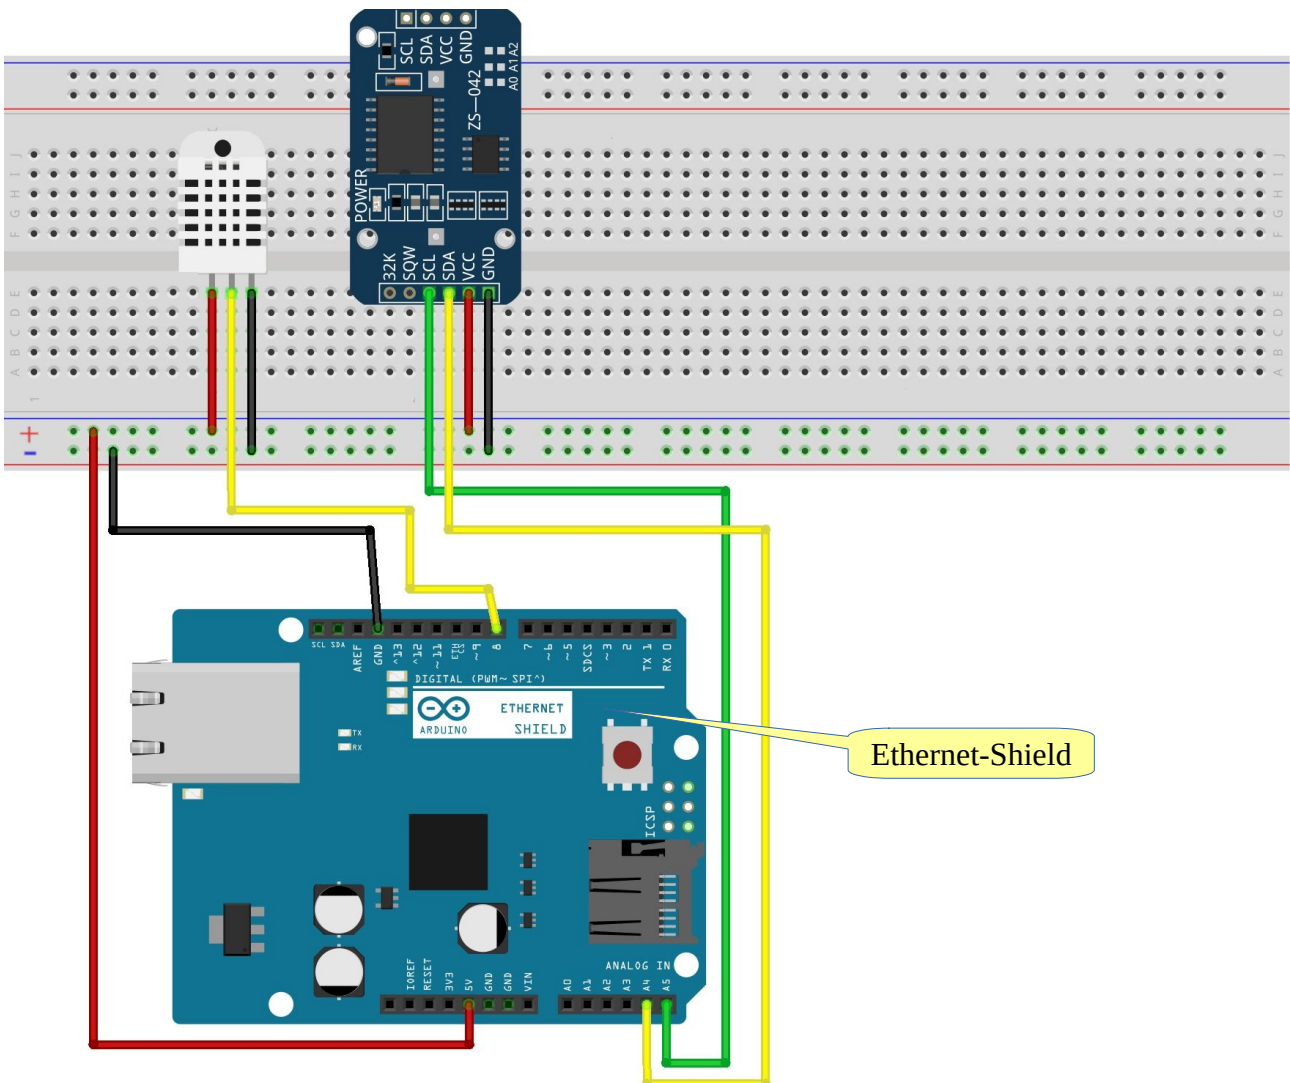 SCL
SDA
VCC
GND
A0 A1 A2
ZS-042
POWER
32K
SQW
SCL
SDA
VCC
GND
J
I
H
G
F
J
I
H
G
F
E
D
C
B
A
E
D
C
B
A
1
+
-
SCL
SDA
AREF
GND
^13
^12
~11
ETH CS
~9
8
7
~6
~5
SDCS
~3
2
TX 1
RX 0
DIGITAL (PWM~ SPI^)
ARDUINO
ETHERNET
SHIELD
TX
RX
Ethernet-Shield
ICSP
ANALOG IN
IOREF
RESET
3V3
5V
GND
GND
VIN
A0
A1
A2
A3
A4
A5